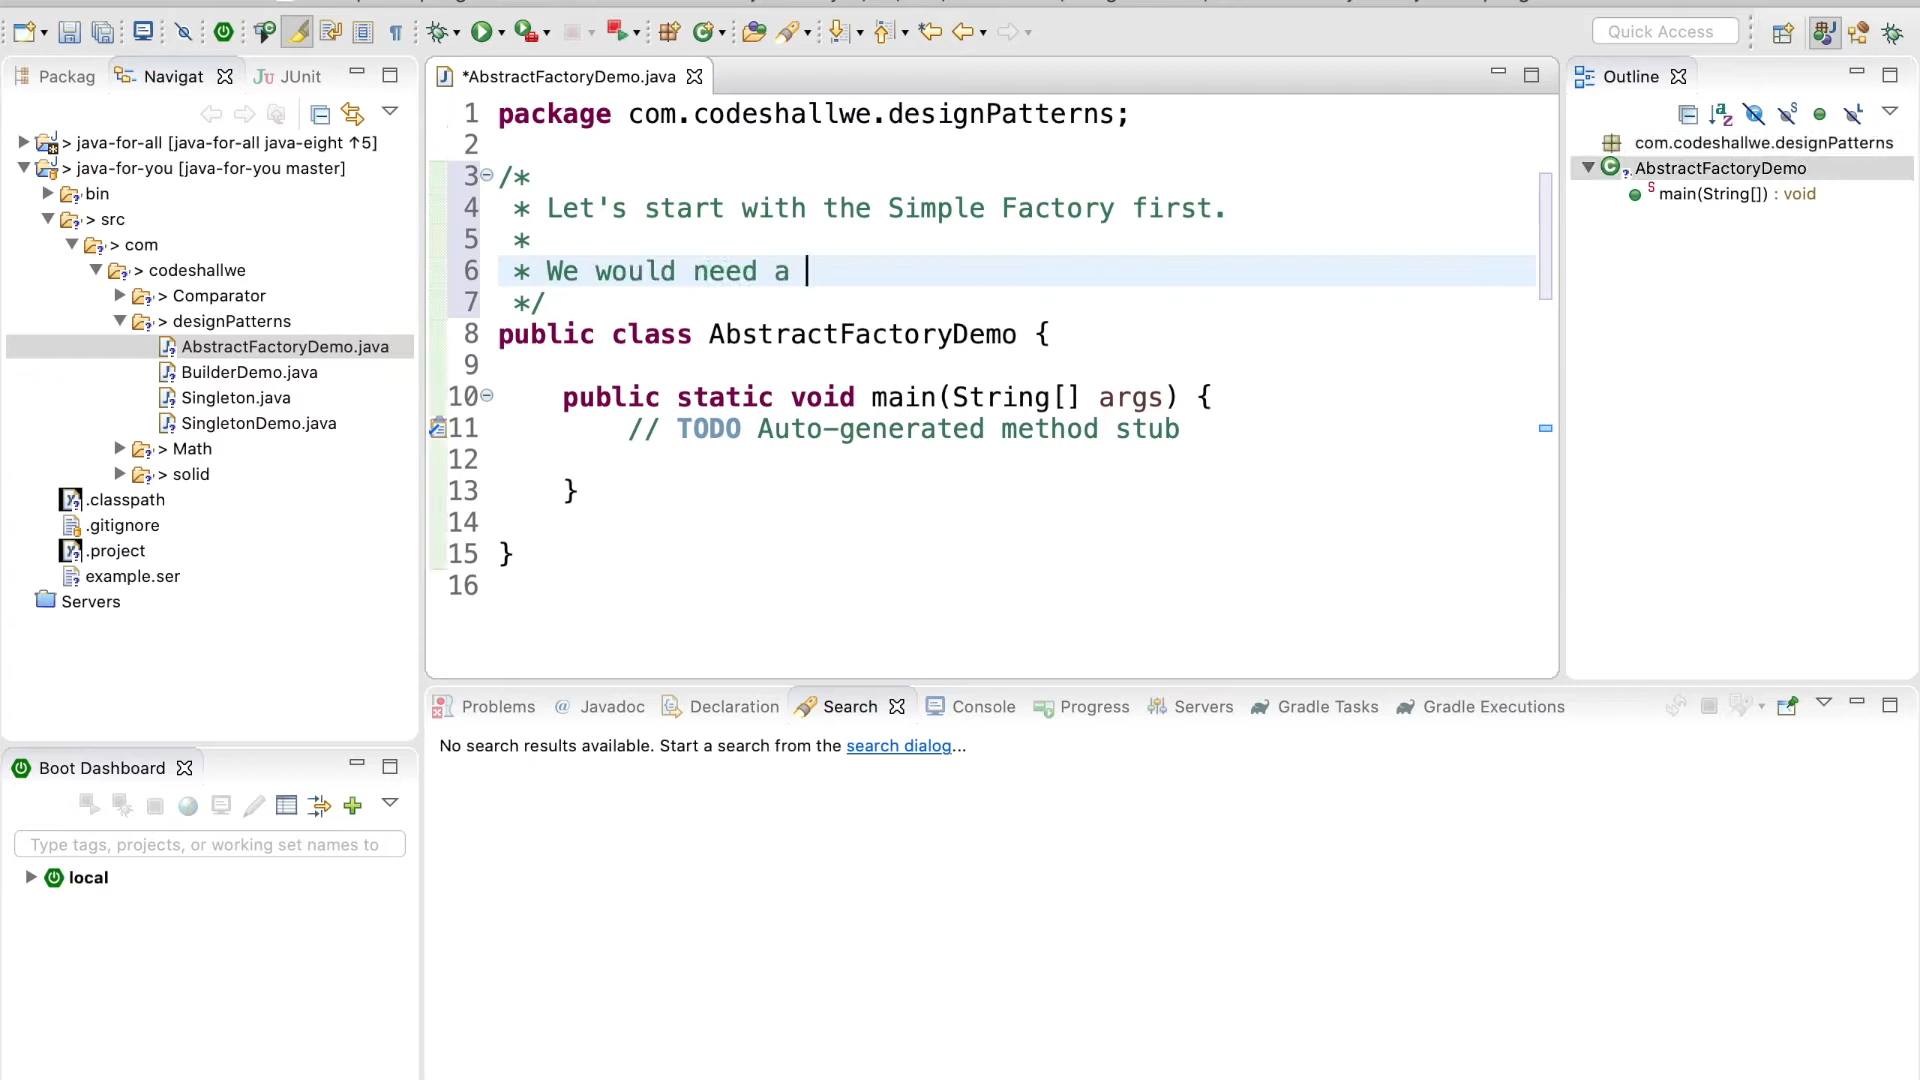 Quick Access
Packag
Navigat
JUnit
> java-for-all [java-for-all java-eight ↑5]
> java-for-you [java-for-you master]
bin
> src
> com
> codeshallwe
> Comparator
> designPatterns
AbstractFactoryDemo.java
BuilderDemo.java
Singleton.java
SingletonDemo.java
> Math
> solid
.classpath
.gitignore
.project
example.ser
Servers
Boot Dashboard
Type tags, projects, or working set names to
local
*AbstractFactoryDemo.java
1 package com.codeshallwe.designPatterns;
2
3 /*
4 * Let's start with the Simple Factory first.
5 *
6 * We would need a
7 */
8 public class AbstractFactoryDemo {
9
10 public static void main(String[] args) {
11 // TODO Auto-generated method stub
12
13 }
14
15 }
16
Problems @ Javadoc Declaration Search Console Progress Servers Gradle Tasks Gradle Executions
No search results available. Start a search from the search dialog...
Outline
com.codeshallwe.designPatterns
AbstractFactoryDemo
main(String[]) : void